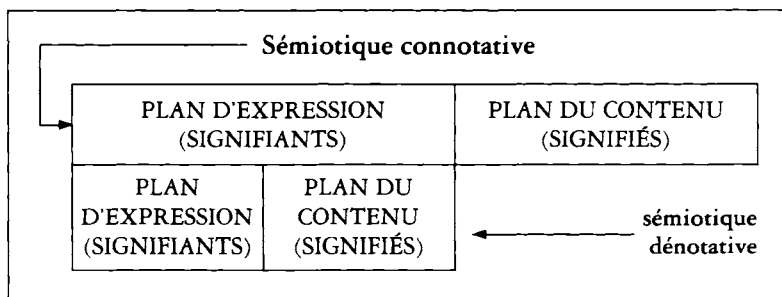 Sémiotique connotative
PLAN D'EXPRESSION
(SIGNIFIANTS)
PLAN DU CONTENU
(SIGNIFIÉS)
PLAN
D'EXPRESSION
(SIGNIFIANTS)
PLAN DU
CONTENU
(SIGNIFIÉS)
sémiotique
dénotative